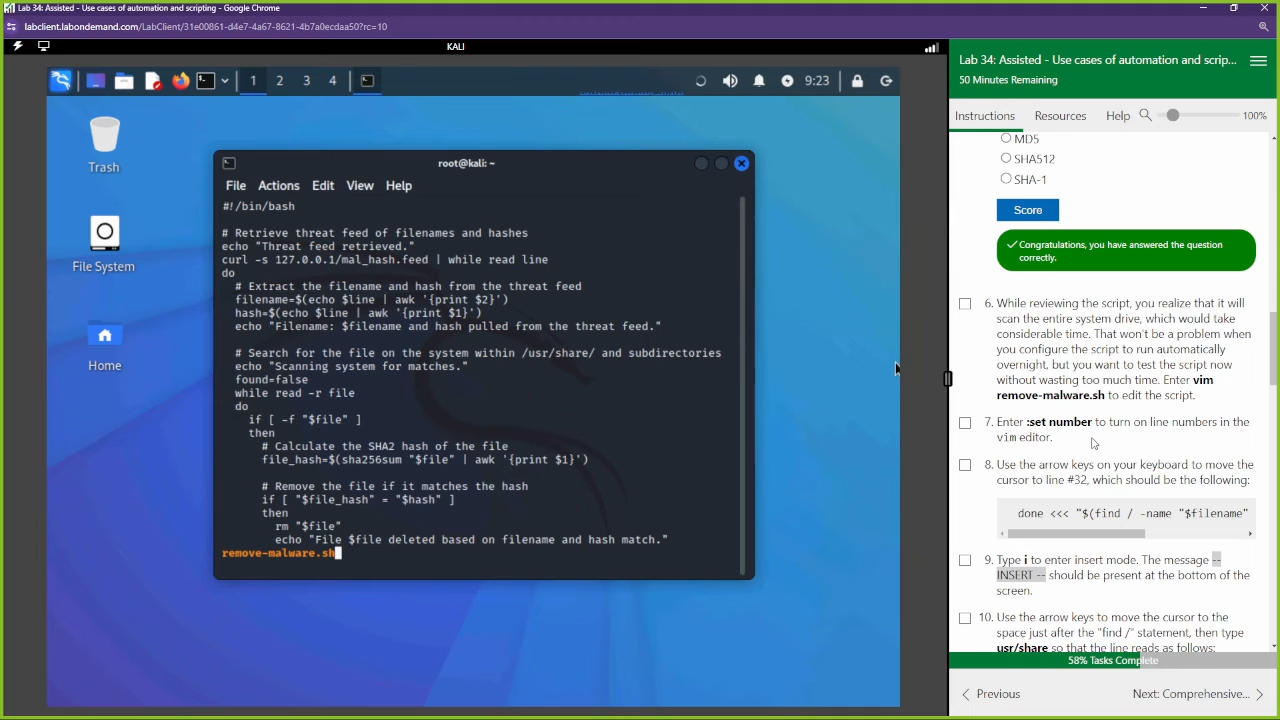 Lab 34: Assisted - Use cases of automation and scripting - Google Chrome
labclient.labondemand.com/LabClient/31e00861-d4e7-4a67-8621-4b7a0ecdaa50?rc=10
KALI
1 2 3 4
9:23
Trash
File System
Home
root@kali: ~
File Actions Edit View Help
#!/bin/bash
# Retrieve threat feed of filenames and hashes
echo "Threat feed retrieved."
curl -s 127.0.0.1/mal_hash.feed | while read line
do
# Extract the filename and hash from the threat feed
filename=$(echo $line | awk '{print $2}')
hash=$(echo $line | awk '{print $1}')
echo "Filename: $filename and hash pulled from the threat feed."
# Search for the file on the system within /usr/share/ and subdirectories
echo "Scanning system for matches."
found=false
while read -r file
do
if [ -f "$file" ]
then
# Calculate the SHA2 hash of the file
file_hash=$(sha256sum "$file" | awk '{print $1}')
# Remove the file if it matches the hash
if [ "$file_hash" = "$hash" ]
then
rm "$file"
echo "File $file deleted based on filename and hash match."
remove-malware.sh
Lab 34: Assisted - Use cases of automation and scrip...
50 Minutes Remaining
Instructions Resources Help 100%
MD5
SHA512
SHA-1
Score
Congratulations, you have answered the question
correctly.
6. While reviewing the script, you realize that it will
scan the entire system drive, which would take
considerable time. That won't be a problem when
you configure the script to run automatically
overnight, but you want to test the script now
without wasting too much time. Enter vim
remove-malware.sh to edit the script.
7. Enter :set number to turn on line numbers in the
vim editor.
8. Use the arrow keys on your keyboard to move the
cursor to line #32, which should be the following:
done <<< "$(find / -name "$filename"
9. Type i to enter insert mode. The message --
INSERT -- should be present at the bottom of the
screen.
10. Use the arrow keys to move the cursor to the
space just after the "find /" statement, then type
usr/share so that the line reads as follows:
58% Tasks Complete
Previous
Next: Comprehensive...